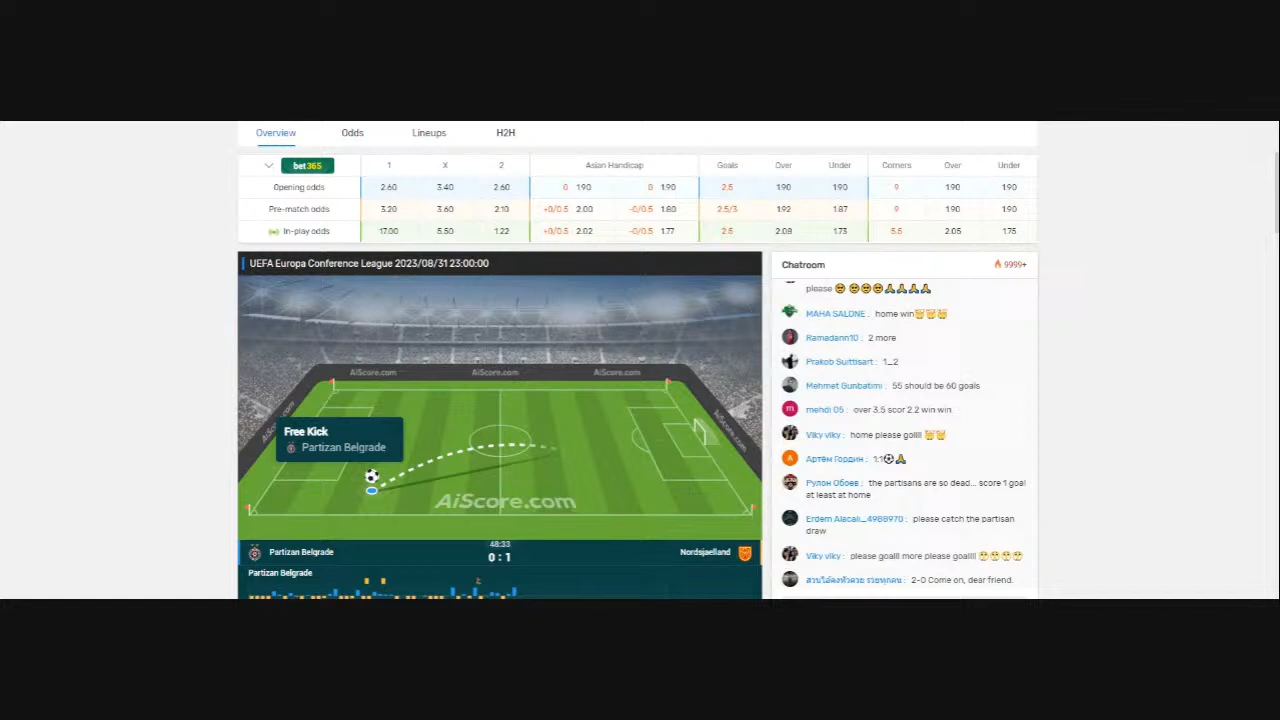 Overview Odds Lineups H2H
bet365 1 X 2 Asian Handicap Goals Over Under Corners Over Under
Opening odds 2.60 3.40 2.60 0 1.90 0 1.90 2.5 1.90 1.90 9 1.90 1.90
Pre-match odds 3.20 3.60 2.10 +0/0.5 2.00 -0/0.5 1.80 2.5/3 1.92 1.87 9 1.90 1.90
In-play odds 17.00 5.50 1.22 +0/0.5 2.02 -0/0.5 1.77 2.5 2.08 1.73 5.5 2.05 1.75
UEFA Europa Conference League 2023/08/31 23:00:00
AiScore.com AiScore.com AiScore.com
AiScore.com
Free Kick
Partizan Belgrade
AiScore.com
Partizan Belgrade 48:33 0 : 1 Nordsjaelland
Partizan Belgrade
Chatroom 9999+
please 😍 😍😍😍🙏🙏🙏🙏
MAHA SALONE : home win
Ramadann10 : 2 more
Prakob Suittisart : 1_2
Mehmet Gunbatimi : 55 should be 60 goals
m mehdi 05 : over 3.5 scor 2.2 win win
Viky viky : home please golll!
A Артём Гордин : 1:1⚽🙏
Рулон Обоев : the partisans are so dead... score 1 goal
at least at home
Erdem Alacali_4988970 : please catch the partisan
draw
Viky viky : please goalll more please goallll
: 2-0 Come on, dear friend.